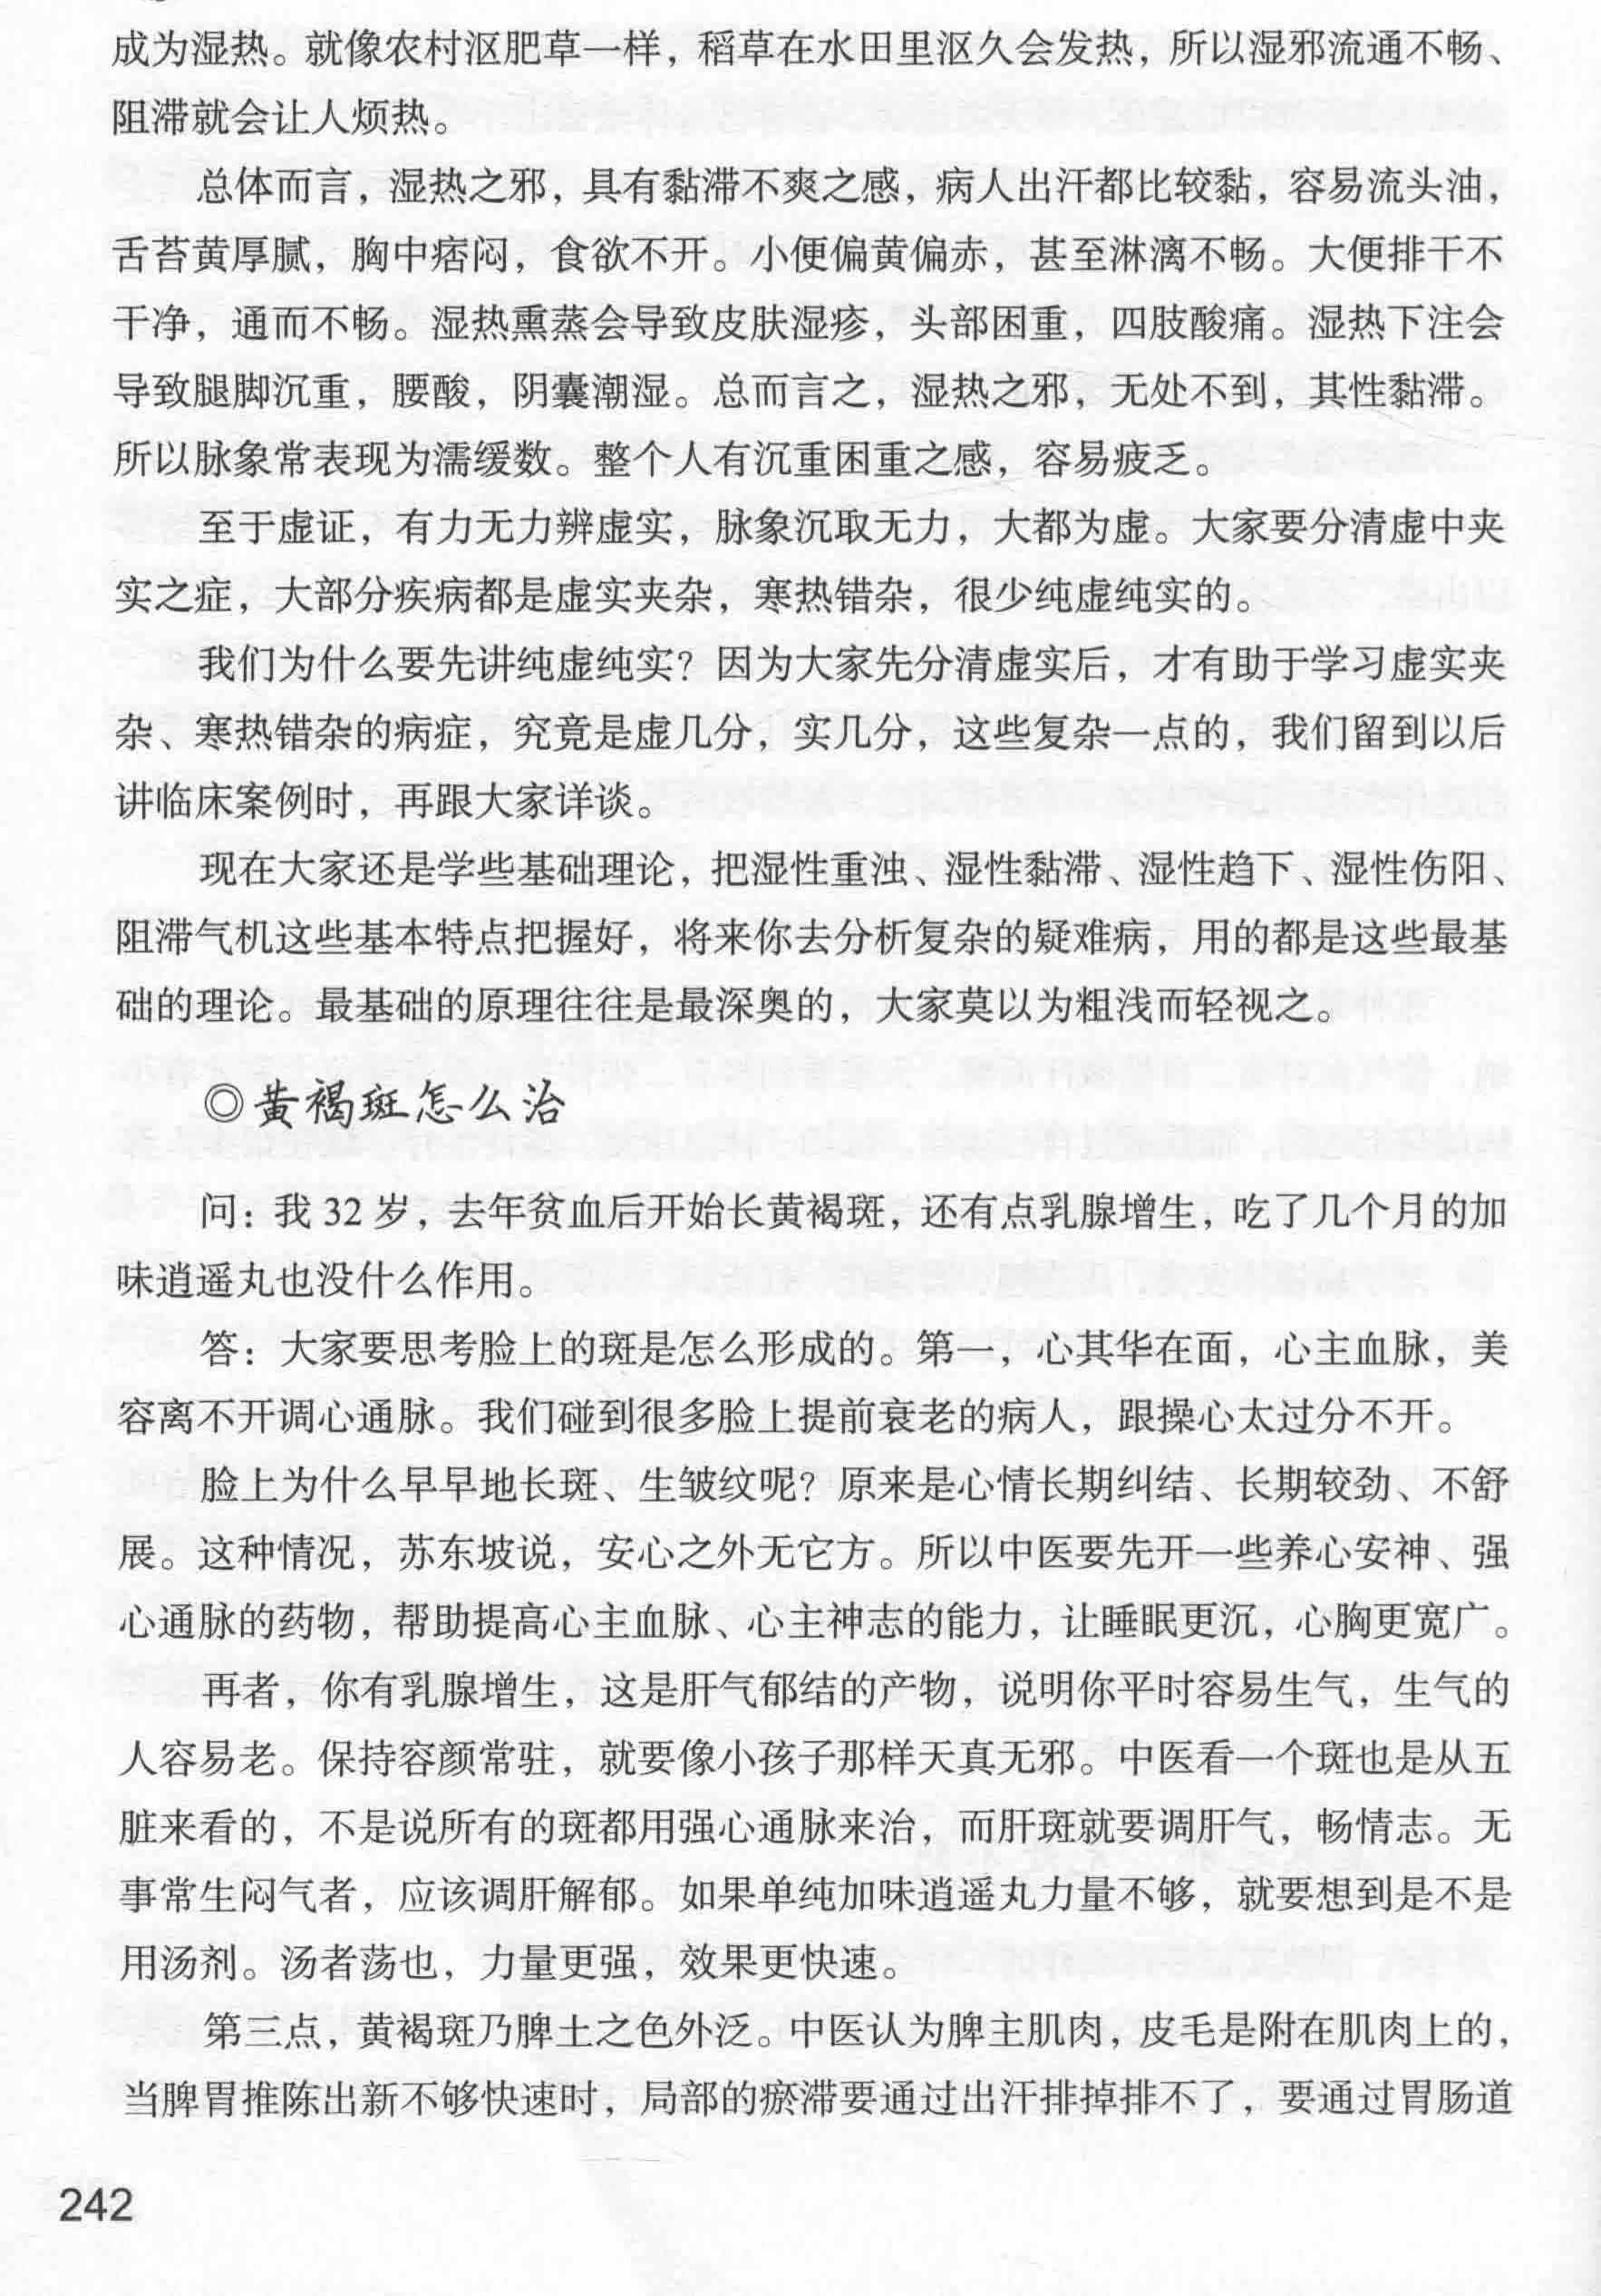 成为湿热。就像农村沤肥草一样，稻草在水田里沤久会发热，所以湿邪流通不畅、
阻滞就会让人烦热。
总体而言，湿热之邪，具有黏滞不爽之感，病人出汗都比较黏，容易流头油，
舌苔黄厚腻，胸中痞闷，食欲不开。小便偏黄偏赤，甚至淋漓不畅。大便排干不
干净，通而不畅。湿热熏蒸会导致皮肤湿疹，头部困重，四肢酸痛。湿热下注会
导致腿脚沉重，腰酸，阴囊潮湿。总而言之，湿热之邪，无处不到，其性黏滞。
所以脉象常表现为濡缓数。整个人有沉重困重之感，容易疲乏。
至于虚证，有力无力辨虚实，脉象沉取无力，大都为虚。大家要分清虚中夹
实之症，大部分疾病都是虚实夹杂，寒热错杂，很少纯虚纯实的。
我们为什么要先讲纯虚纯实？因为大家先分清虚实后，才有助于学习虚实夹
杂、寒热错杂的病症，究竟是虚几分，实几分，这些复杂一点的，我们留到以后
讲临床案例时，再跟大家详谈。
现在大家还是学些基础理论，把湿性重浊、湿性黏滞、湿性趋下、湿性伤阳、
阻滞气机这些基本特点把握好，将来你去分析复杂的疑难病，用的都是这些最基
础的理论。最基础的原理往往是最深奥的，大家莫以为粗浅而轻视之。
◎黄褐斑怎么治
问：我 32 岁，去年贫血后开始长黄褐斑，还有点乳腺增生，吃了几个月的加
味逍遥丸也没什么作用。
答：大家要思考脸上的斑是怎么形成的。第一，心其华在面，心主血脉，美
容离不开调心通脉。我们碰到很多脸上提前衰老的病人，跟操心太过分不开。
脸上为什么早早地长斑、生皱纹呢？原来是心情长期纠结、长期较劲、不舒
展。这种情况，苏东坡说，安心之外无它方。所以中医要先开一些养心安神、强
心通脉的药物，帮助提高心主血脉、心主神志的能力，让睡眠更沉，心胸更宽广。
再者，你有乳腺增生，这是肝气郁结的产物，说明你平时容易生气，生气的
人容易老。保持容颜常驻，就要像小孩子那样天真无邪。中医看一个斑也是从五
脏来看的，不是说所有的斑都用强心通脉来治，而肝斑就要调肝气，畅情志。无
事常生闷气者，应该调肝解郁。如果单纯加味逍遥丸力量不够，就要想到是不是
用汤剂。汤者荡也，力量更强，效果更快速。
第三点，黄褐斑乃脾土之色外泛。中医认为脾主肌肉，皮毛是附在肌肉上的，
当脾胃推陈出新不够快速时，局部的瘀滞要通过出汗排掉排不了，要通过胃肠道
242